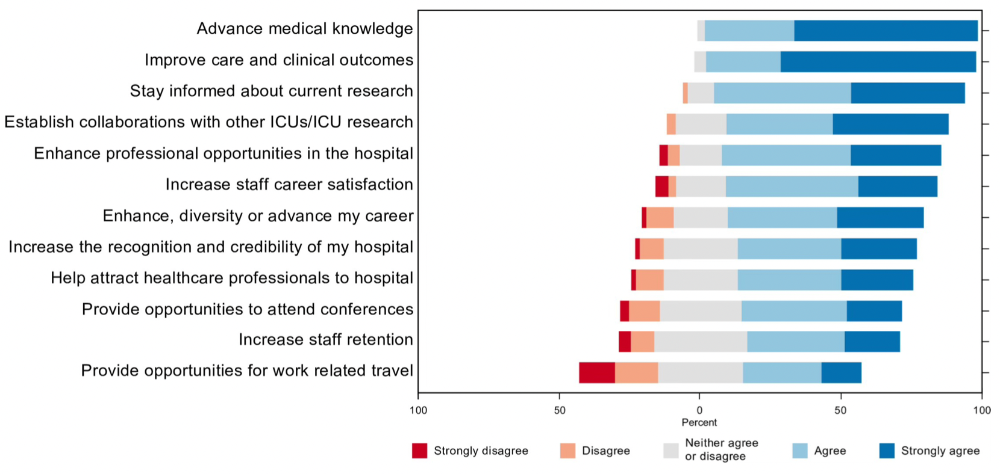 Advance medical knowledge
Improve care and clinical outcomes
Stay informed about current research
Establish collaborations with other ICUs/ICU research
Enhance professional opportunities in the hospital
Increase staff career satisfaction
Enhance, diversity or advance my career
Increase the recognition and credibility of my hospital
Help attract healthcare professionals to hospital
Provide opportunities to attend conferences
Increase staff retention
Provide opportunities for work related travel
100 50 0 50 100
Percent
Strongly disagree
Disagree
Neither agree
or disagree
Agree
Strongly agree